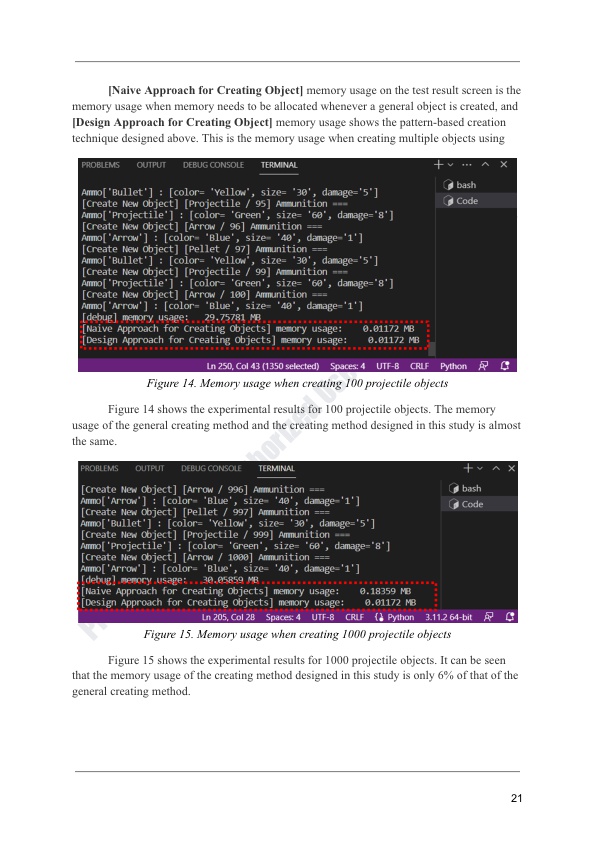 [Naive Approach for Creating Object] memory usage on the test result screen is the
memory usage when memory needs to be allocated whenever a general object is created, and
[Design Approach for Creating Object] memory usage shows the pattern-based creation
technique designed above. This is the memory usage when creating multiple objects using
PROBLEMS OUTPUT DEBUG CONSOLE TERMINAL
bash
Code
Ammo['Bullet'] : [color= 'Yellow', size= '30', damage='5']
[Create New Object] [Projectile / 95] Ammunition ===
Ammo['Projectile'] : [color= 'Green', size= '60', damage='8']
[Create New Object] [Arrow / 96] Ammunition ===
Ammo['Arrow'] : [color= 'Blue', size= '40', damage='1']
[Create New Object] [Pellet / 97] Ammunition ===
Ammo['Bullet'] : [color= 'Yellow', size= '30', damage='5']
[Create New Object] [Projectile / 99] Ammunition ===
Ammo['Projectile'] : [color= 'Green', size= '60', damage='8']
[Create New Object] [Arrow / 100] Ammunition ===
Ammo['Arrow'] : [color= 'Blue', size= '40', damage='1']
[debug] memory usage: 29.75781 MB
[Naive Approach for Creating Objects] memory usage: 0.01172 MB
[Design Approach for Creating Objects] memory usage: 0.01172 MB
Ln 250, Col 43 (1350 selected) Spaces: 4 UTF-8 CRLF Python
Figure 14. Memory usage when creating 100 projectile objects
Figure 14 shows the experimental results for 100 projectile objects. The memory
usage of the general creating method and the creating method designed in this study is almost
the same.
PROBLEMS OUTPUT DEBUG CONSOLE TERMINAL
bash
Code
[Create New Object] [Arrow / 996] Ammunition ===
Ammo['Arrow'] : [color= 'Blue', size= '40', damage='1']
[Create New Object] [Pellet / 997] Ammunition ===
Ammo['Bullet'] : [color= 'Yellow', size= '30', damage='5']
[Create New Object] [Projectile / 999] Ammunition ===
Ammo['Projectile'] : [color= 'Green', size= '60', damage='8']
[Create New Object] [Arrow / 1000] Ammunition ===
Ammo['Arrow'] : [color= 'Blue', size= '40', damage='1']
[debug] memory usage: 30.05859 MB
[Naive Approach for Creating Objects] memory usage: 0.18359 MB
[Design Approach for Creating Objects] memory usage: 0.01172 MB
Ln 205, Col 28 Spaces: 4 UTF-8 CRLF Python 3.11.2 64-bit
Figure 15. Memory usage when creating 1000 projectile objects
Figure 15 shows the experimental results for 1000 projectile objects. It can be seen
that the memory usage of the creating method designed in this study is only 6% of that of the
general creating method.
21